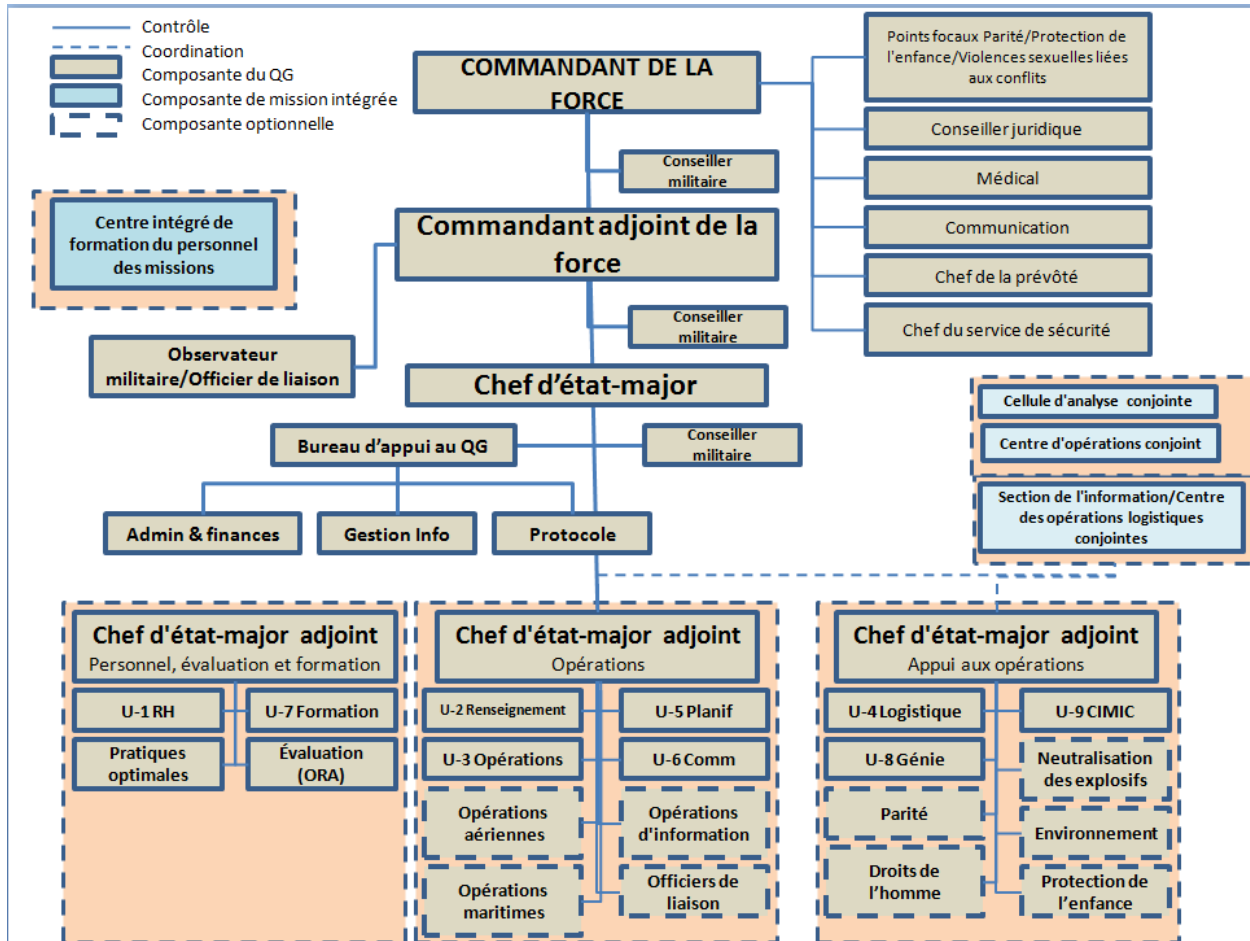 Contrôle
Coordination
Composante du QG
Composante de mission intégrée
Composante optionnelle
COMMANDANT DE LA
FORCE
Points focaux Parité/Protection de
l'enfance/Violences sexuelles liées
aux conflits
Conseiller juridique
Médical
Communication
Chef de la prévôté
Chef du service de sécurité
Conseiller
militaire
Centre intégré de
formation du personnel
des missions
Commandant adjoint de la
force
Conseiller
militaire
Observateur
militaire/Officier de liaison
Chef d’état-major
Cellule d'analyse conjointe
Centre d'opérations conjoint
Section de l'information/Centre
des opérations logistiques
conjointes
Bureau d’appui au QG
Conseiller
militaire
Admin & finances
Gestion Info
Protocole
Chef d'état-major adjoint
Personnel, évaluation et formation
U-1 RH
U-7 Formation
Pratiques
optimales
Évaluation
(ORA)
Chef d'état-major adjoint
Opérations
U-2 Renseignement
U-5 Planif
U-3 Opérations
U-6 Comm
Opérations
aériennes
Opérations
d'information
Opérations
maritimes
Officiers de
liaison
Chef d'état-major adjoint
Appui aux opérations
U-4 Logistique
U-9 CIMIC
U-8 Génie
Neutralisation
des explosifs
Parité
Environnement
Droits de
l’homme
Protection de
l’enfance